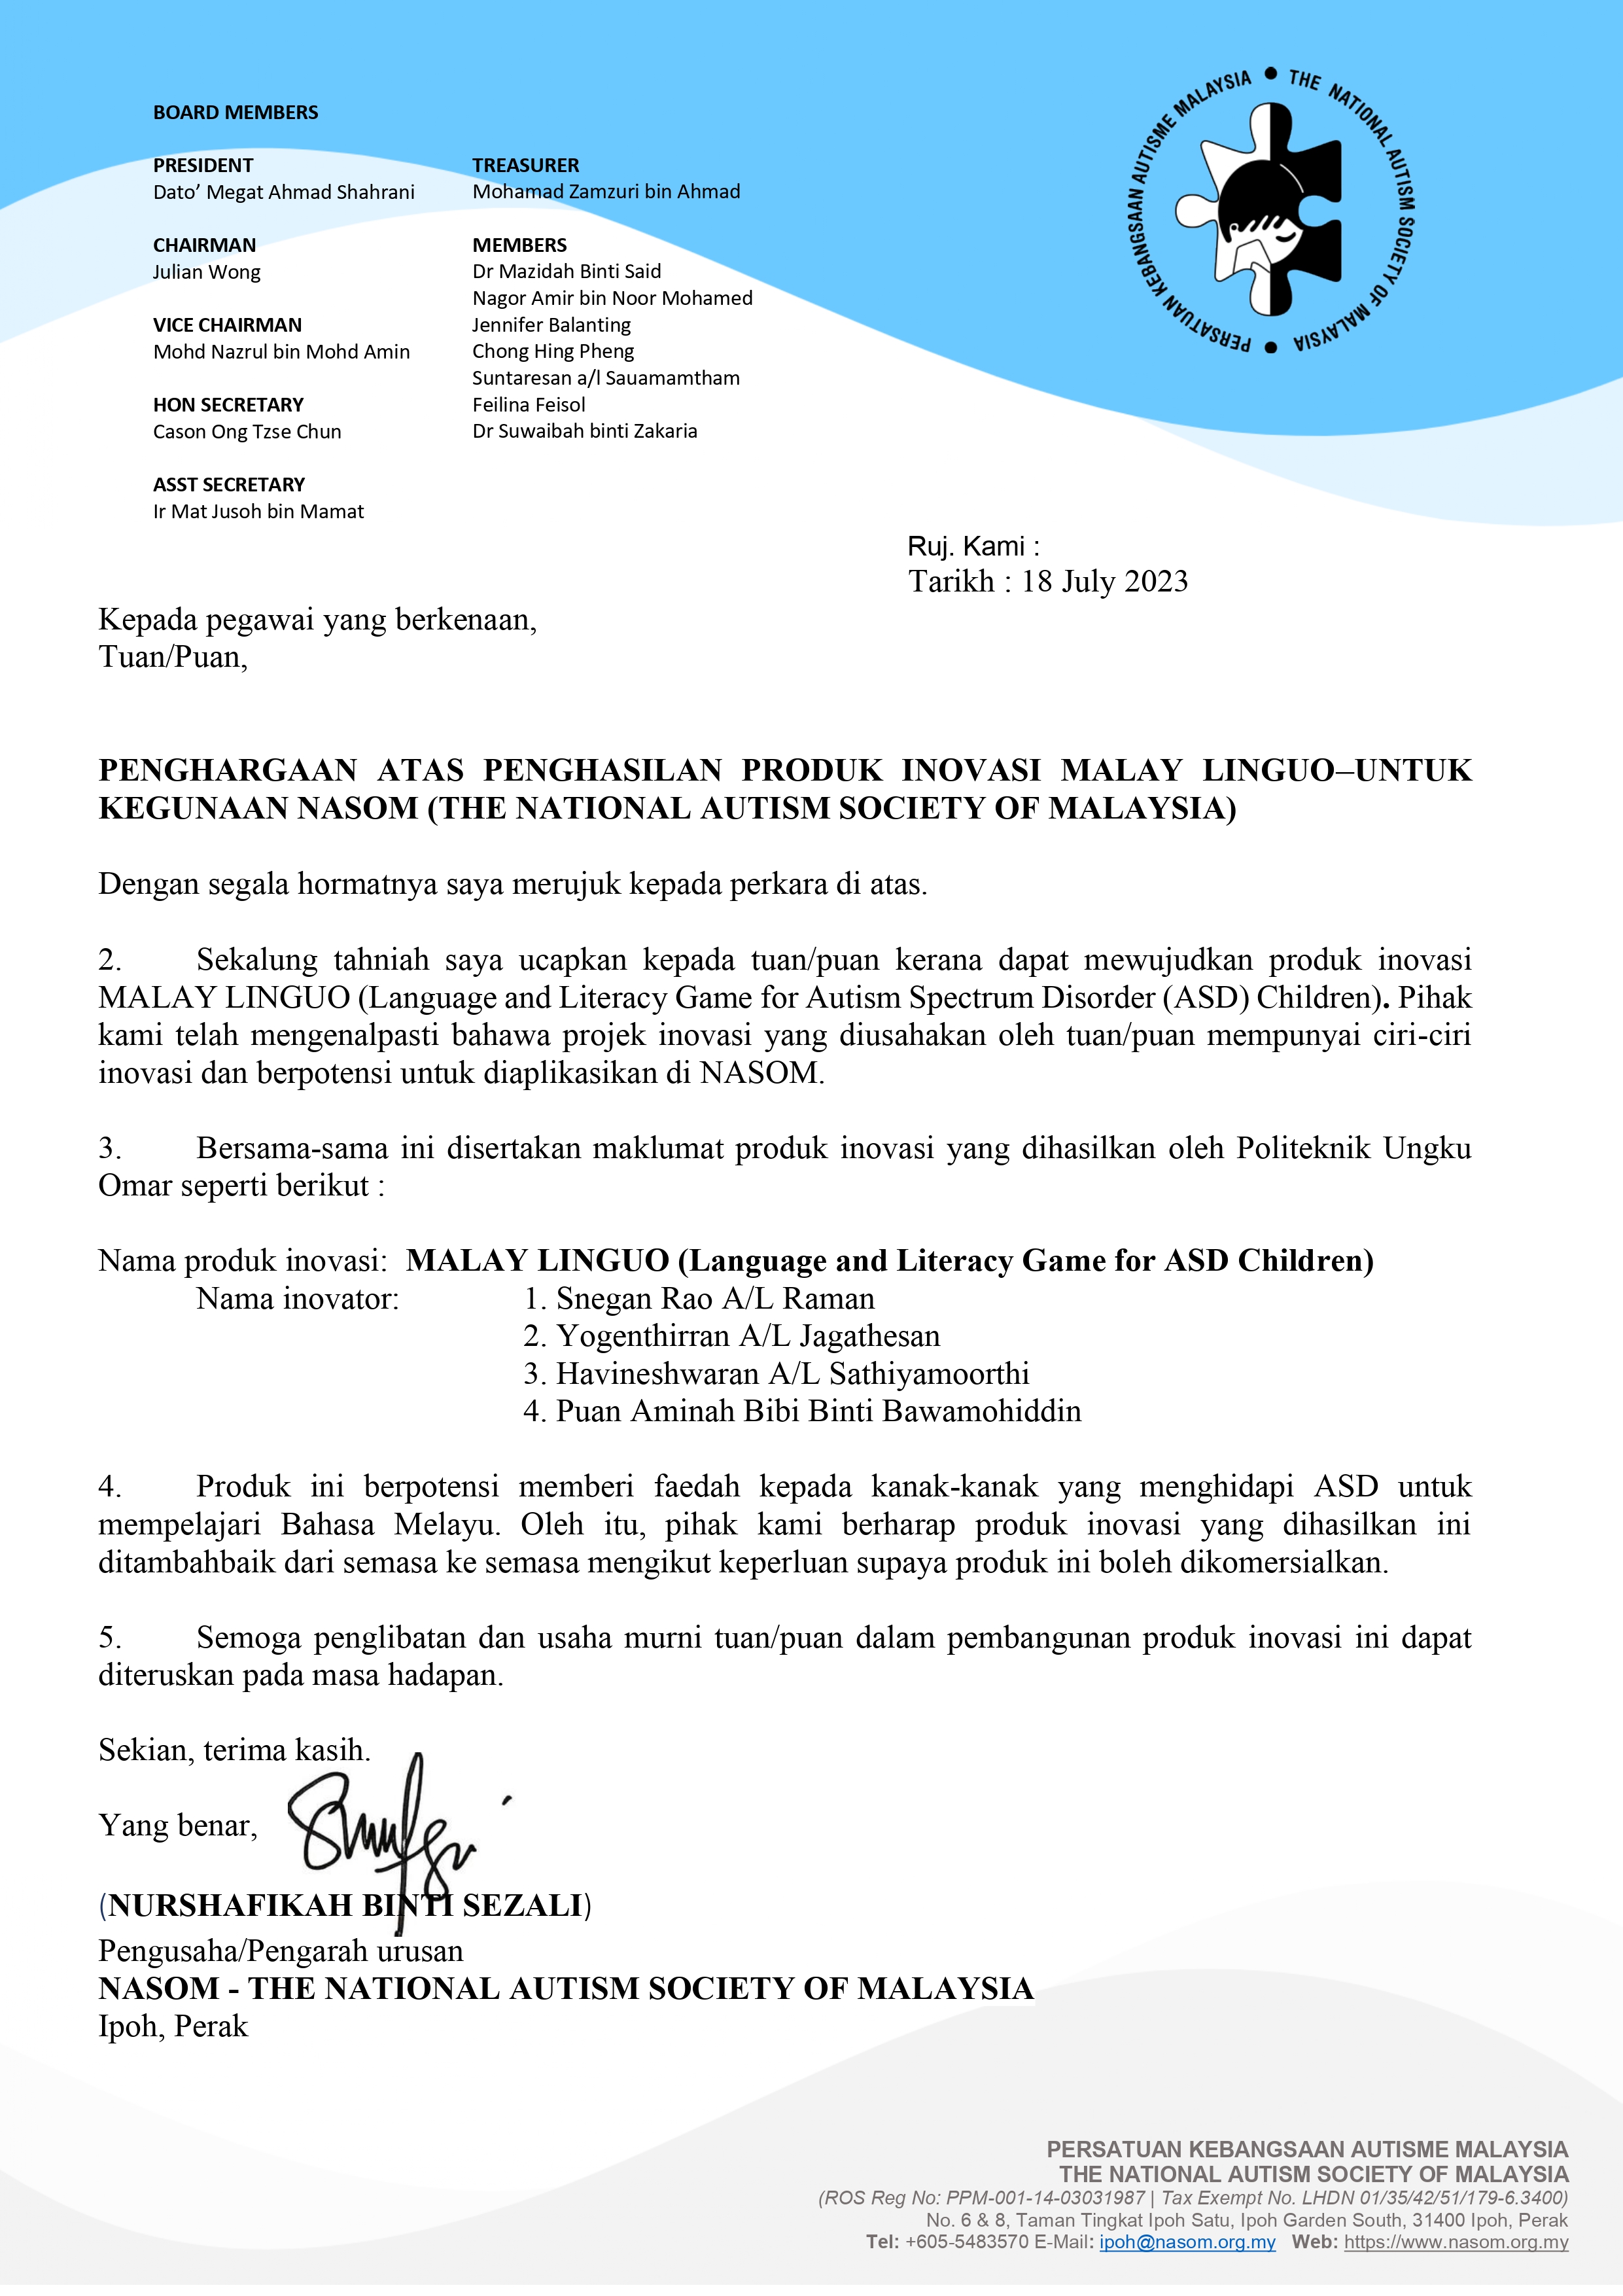 BOARD MEMBERS
PRESIDENT
Dato’ Megat Ahmad Shahrani
CHAIRMAN
Julian Wong
VICE CHAIRMAN
Mohd Nazrul bin Mohd Amin
HON SECRETARY
Cason Ong Tzse Chun
ASST SECRETARY
Ir Mat Jusoh bin Mamat
TREASURER
Mohamad Zamzuri bin Ahmad
MEMBERS
Dr Mazidah Binti Said
Nagor Amir bin Noor Mohamed
Jennifer Balanting
Chong Hing Pheng
Suntaresan a/l Sauamamtham
Feilina Feisol
Dr Suwaibah binti Zakaria
PERSATUAN KEBANGSAAN AUTISME MALAYSIA • THE NATIONAL AUTISM SOCIETY OF MALAYSIA •
Ruj. Kami :
Tarikh : 18 July 2023
Kepada pegawai yang berkenaan,
Tuan/Puan,
PENGHARGAAN ATAS PENGHASILAN PRODUK INOVASI MALAY LINGUO–UNTUK
KEGUNAAN NASOM (THE NATIONAL AUTISM SOCIETY OF MALAYSIA)
Dengan segala hormatnya saya merujuk kepada perkara di atas.
2. Sekalung tahniah saya ucapkan kepada tuan/puan kerana dapat mewujudkan produk inovasi
MALAY LINGUO (Language and Literacy Game for Autism Spectrum Disorder (ASD) Children). Pihak
kami telah mengenalpasti bahawa projek inovasi yang diusahakan oleh tuan/puan mempunyai ciri-ciri
inovasi dan berpotensi untuk diaplikasikan di NASOM.
3. Bersama-sama ini disertakan maklumat produk inovasi yang dihasilkan oleh Politeknik Ungku
Omar seperti berikut :
Nama produk inovasi: MALAY LINGUO (Language and Literacy Game for ASD Children)
Nama inovator: 1. Snegan Rao A/L Raman
2. Yogenthirran A/L Jagathesan
3. Havineshwaran A/L Sathiyamoorthi
4. Puan Aminah Bibi Binti Bawamohiddin
4. Produk ini berpotensi memberi faedah kepada kanak-kanak yang menghidapi ASD untuk
mempelajari Bahasa Melayu. Oleh itu, pihak kami berharap produk inovasi yang dihasilkan ini
ditambahbaik dari semasa ke semasa mengikut keperluan supaya produk ini boleh dikomersialkan.
5. Semoga penglibatan dan usaha murni tuan/puan dalam pembangunan produk inovasi ini dapat
diteruskan pada masa hadapan.
Sekian, terima kasih.
Yang benar,
(NURSHAFIKAH BINTI SEZALI)
Pengusaha/Pengarah urusan
NASOM - THE NATIONAL AUTISM SOCIETY OF MALAYSIA
Ipoh, Perak
PERSATUAN KEBANGSAAN AUTISME MALAYSIA
THE NATIONAL AUTISM SOCIETY OF MALAYSIA
(ROS Reg No: PPM-001-14-03031987 | Tax Exempt No. LHDN 01/35/42/51/179-6.3400)
No. 6 & 8, Taman Tingkat Ipoh Satu, Ipoh Garden South, 31400 Ipoh, Perak
Tel: +605-5483570 E-Mail: ipoh@nasom.org.my Web: https://www.nasom.org.my